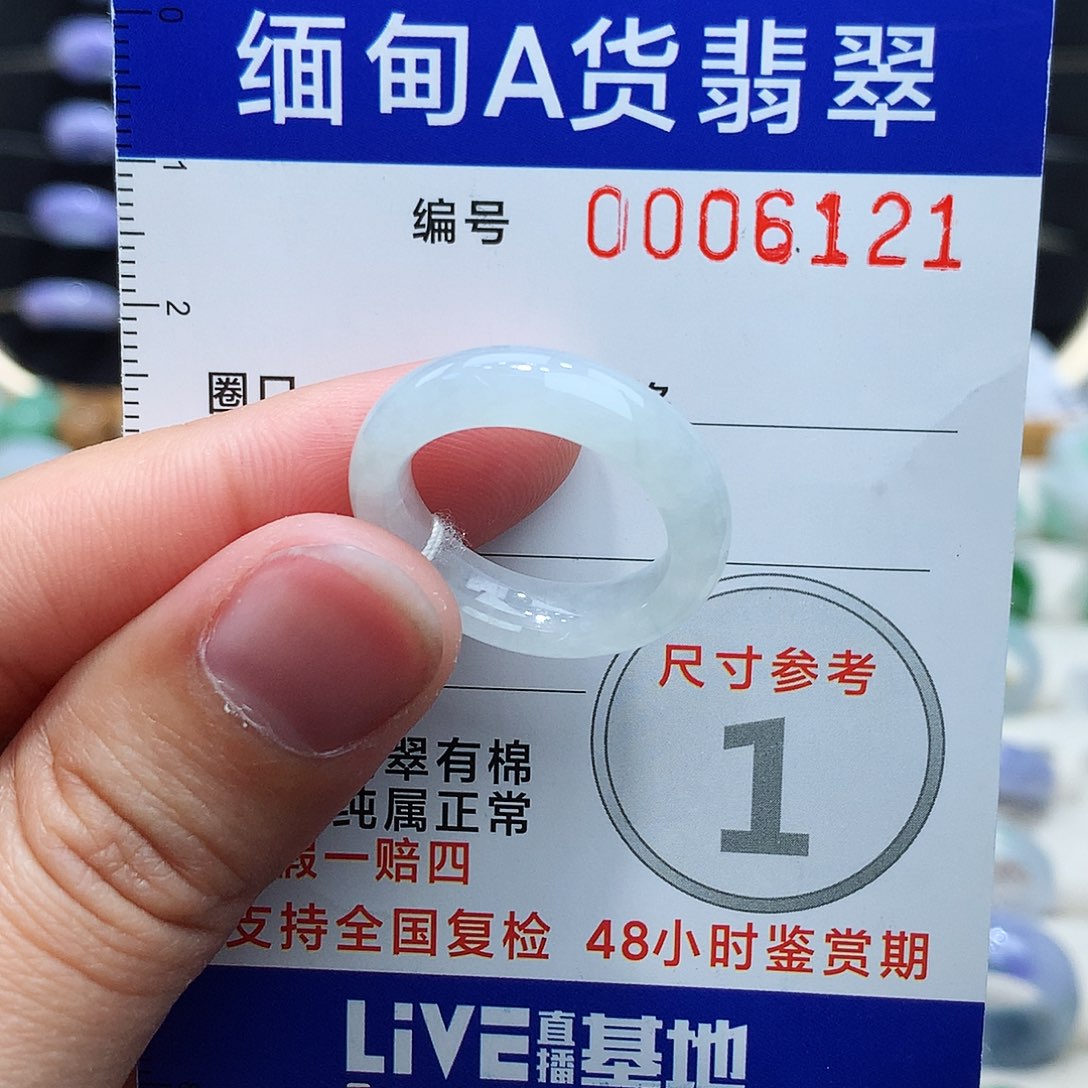 缅甸A货翡翠
编号 0006121
0
1
2
圈口
尺寸参考
1
翠有棉
纯属正常
假一赔四
支持全国复检 48小时鉴赏期
LiVE直播基地